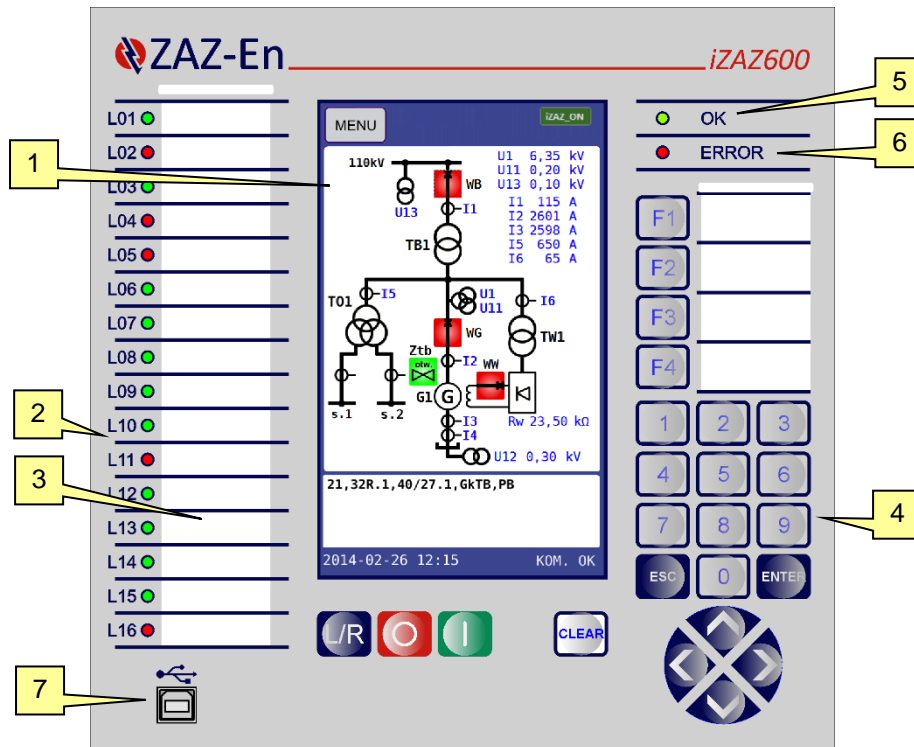 ZAZ-En
iZAZ600
L01
L02
L03
L04
L05
L06
L07
L08
L09
L10
L11
L12
L13
L14
L15
L16
MENU
iZAZ_ON
110kV
U1 6,35 kV
U11 0,20 kV
U13 0,10 kV
I1 115 A
I2 2601 A
I3 2598 A
I5 650 A
I6 65 A
WB
U13
I1
TB1
TO1
I5
U1
U11
I6
WG
TW1
Ztb
otw.
I2
WW
G1
G
s.1
s.2
I3
I4
Rw 23,50 kΩ
U12 0,30 kV
21,32R.1,40/27.1,GkTB,PB
2014-02-26 12:15
KOM. OK
L/R
O
I
CLEAR
OK
ERROR
F1
F2
F3
F4
1 2 3
4 5 6
7 8 9
ESC 0 ENTER
1
2
3
4
5
6
7